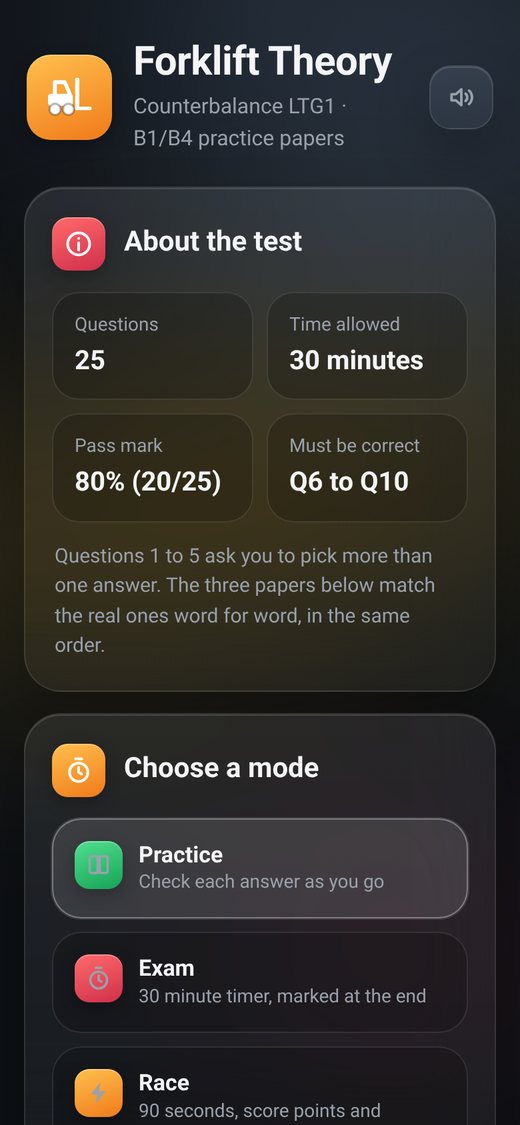 Forklift Theory
Counterbalance LTG1 ·
B1/B4 practice papers
About the test
Questions
25
Time allowed
30 minutes
Pass mark
80% (20/25)
Must be correct
Q6 to Q10
Questions 1 to 5 ask you to pick more than
one answer. The three papers below match
the real ones word for word, in the same
order.
Choose a mode
Practice
Check each answer as you go
Exam
30 minute timer, marked at the end
Race
90 seconds, score points and